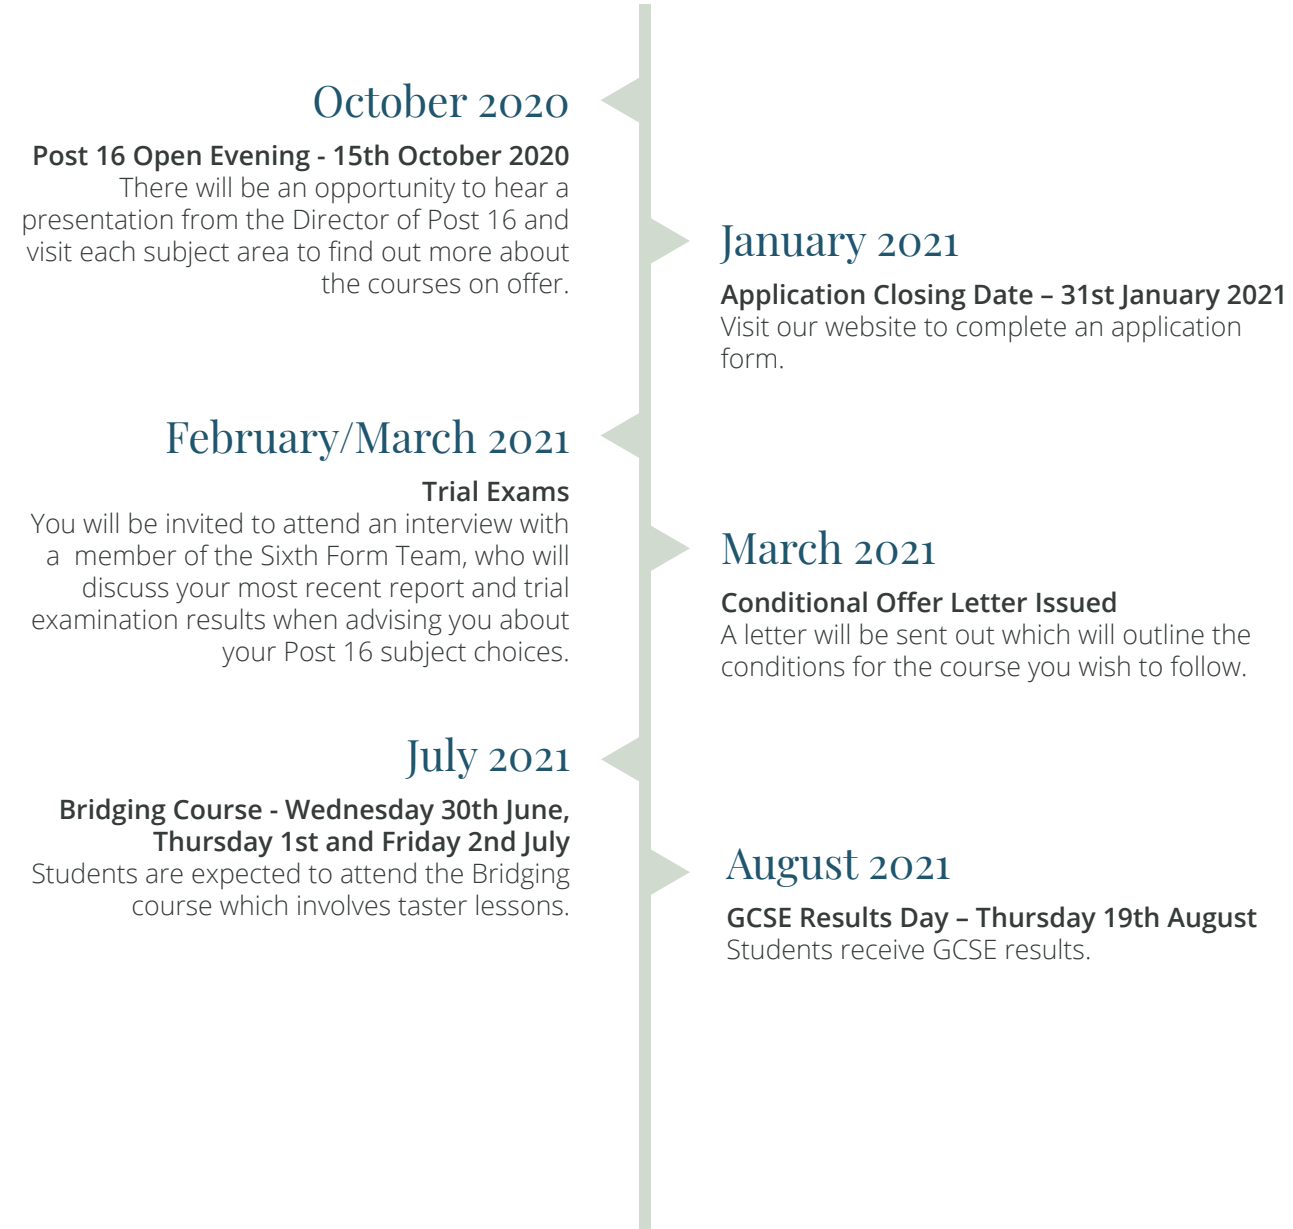 October 2020
Post 16 Open Evening - 15th October 2020
There will be an opportunity to hear a
presentation from the Director of Post 16 and
visit each subject area to find out more about
the courses on offer.
January 2021
Application Closing Date – 31st January 2021
Visit our website to complete an application
form.
February/March 2021
Trial Exams
You will be invited to attend an interview with
a  member of the Sixth Form Team, who will
discuss your most recent report and trial
examination results when advising you about
your Post 16 subject choices.
March 2021
Conditional Offer Letter Issued
A letter will be sent out which will outline the
conditions for the course you wish to follow.
July 2021
Bridging Course - Wednesday 30th June,
Thursday 1st and Friday 2nd July
Students are expected to attend the Bridging
course which involves taster lessons.
August 2021
GCSE Results Day – Thursday 19th August
Students receive GCSE results.